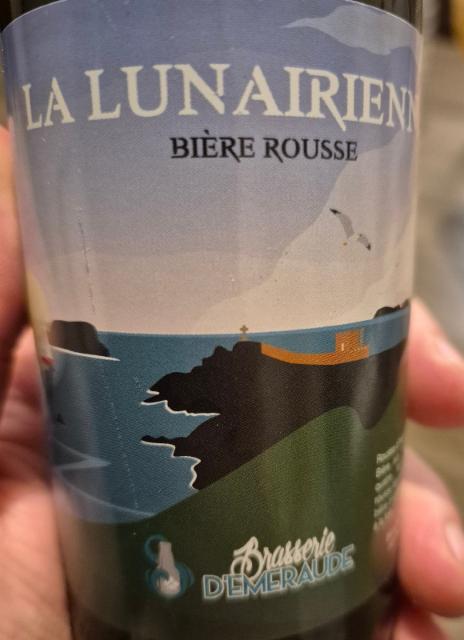 LA LUNAIRIENN
BIÈRE ROUSSE
Brasserie
D'EMERAUDE